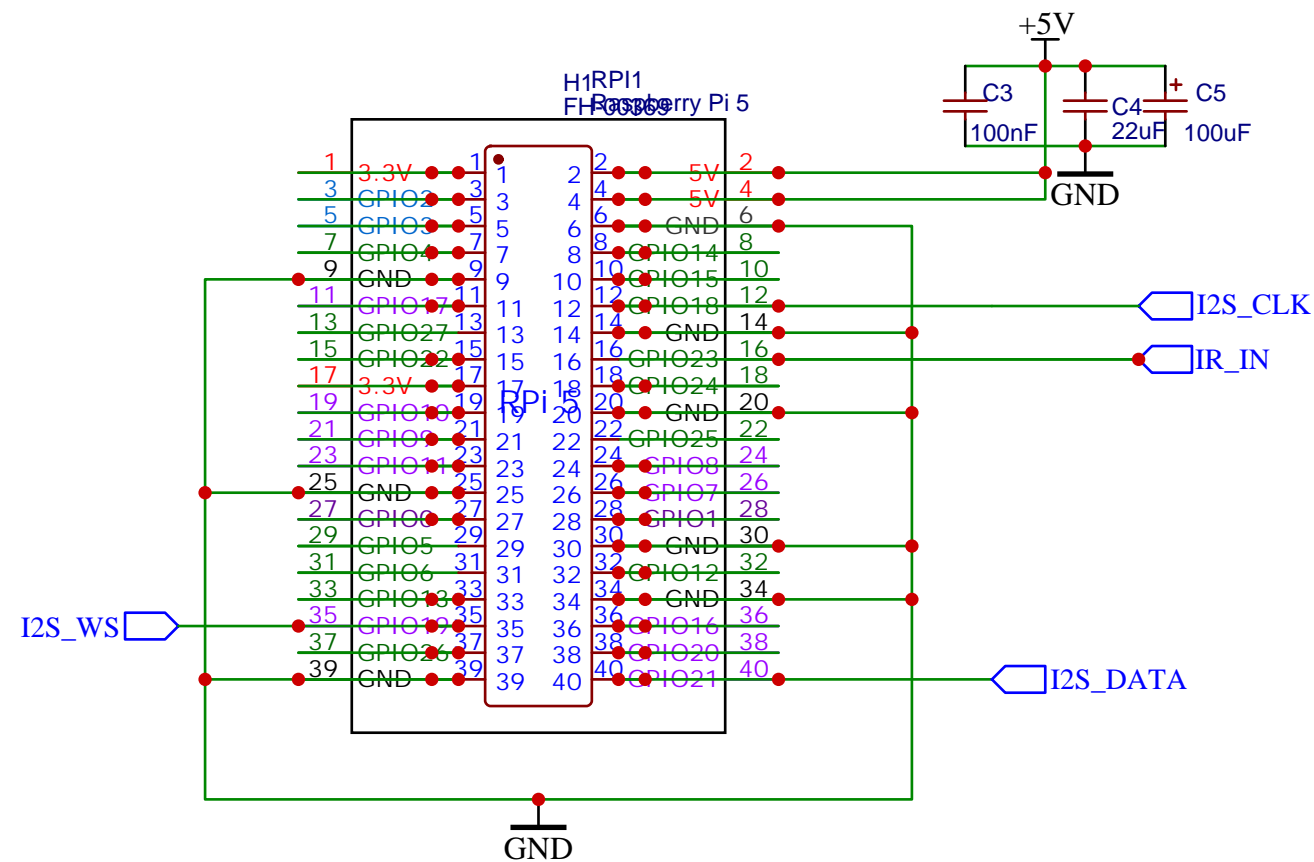 +5V
H1 RPI1
FH-00369 Raspberry Pi 5
C3
100nF
C4
22uF
+
C5
100uF
GND
1 3.3V 1 1 2 2 5V 2
3 GPIO2 3 3 4 4 5V 4
5 GPIO3 5 5 6 6 GND 6
7 GPIO4 7 7 8 8 GPIO14 8
9 GND 9 9 10 10 GPIO15 10
11 GPIO17 11 11 12 12 GPIO18 12 I2S_CLK
13 GPIO27 13 13 14 14 GND 14
15 GPIO22 15 15 16 16 GPIO23 16 IR_IN
17 3.3V 17 17 18 18 GPIO24 18
RPi 5
19 GPIO10 19 19 20 20 GND 20
21 GPIO9 21 21 22 22 GPIO25 22
23 GPIO11 23 23 24 24 GPIO8 24
25 GND 25 25 26 26 GPIO7 26
27 GPIO0 27 27 28 28 GPIO1 28
29 GPIO5 29 29 30 30 GND 30
31 GPIO6 31 31 32 32 GPIO12 32
33 GPIO13 33 33 34 34 GND 34
I2S_WS 35 GPIO19 35 35 36 36 GPIO16 36
37 GPIO26 37 37 38 38 GPIO20 38
39 GND 39 39 40 40 GPIO21 40 I2S_DATA
GND